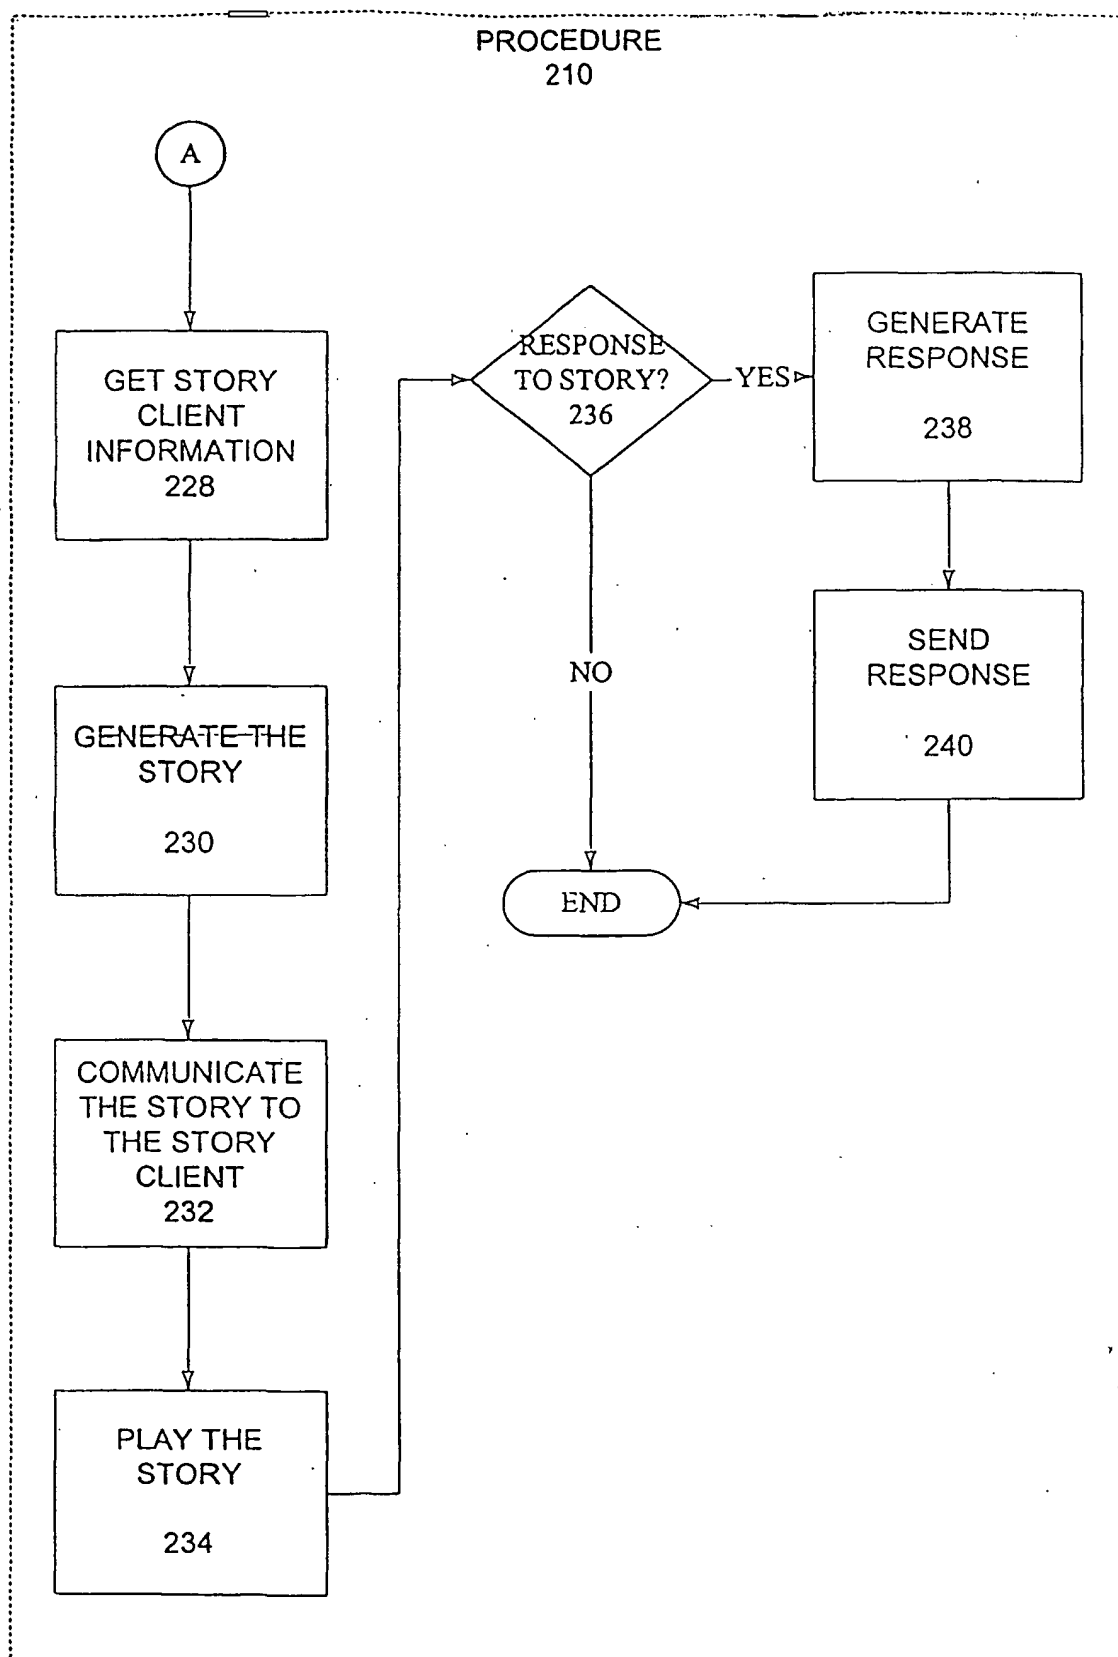 PROCEDURE
210
A
GET STORY
CLIENT
INFORMATION
228
GENERATE THE
STORY
230
COMMUNICATE
THE STORY TO
THE STORY
CLIENT
232
PLAY THE
STORY
234
RESPONSE
TO STORY?
236
YES
NO
END
GENERATE
RESPONSE
238
SEND
RESPONSE
240